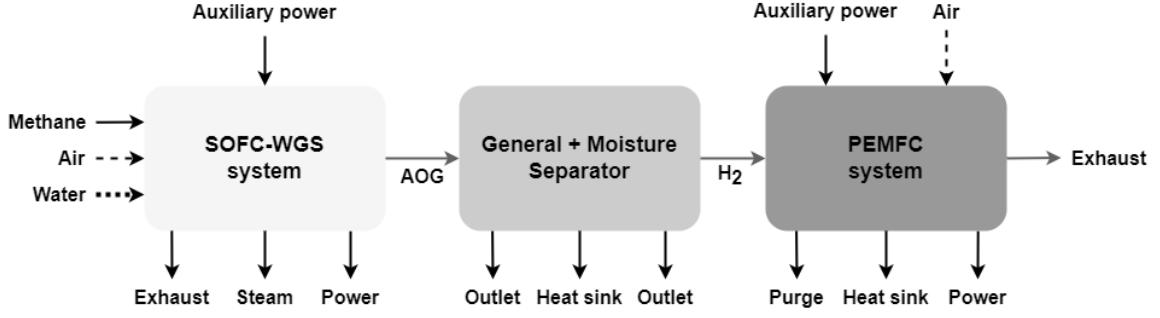 Auxiliary power
Auxiliary power
Air
Methane
Air
Water
SOFC-WGS
system
AOG
General + Moisture
Separator
H2
PEMFC
system
Exhaust
Exhaust
Steam
Power
Outlet
Heat sink
Outlet
Purge
Heat sink
Power